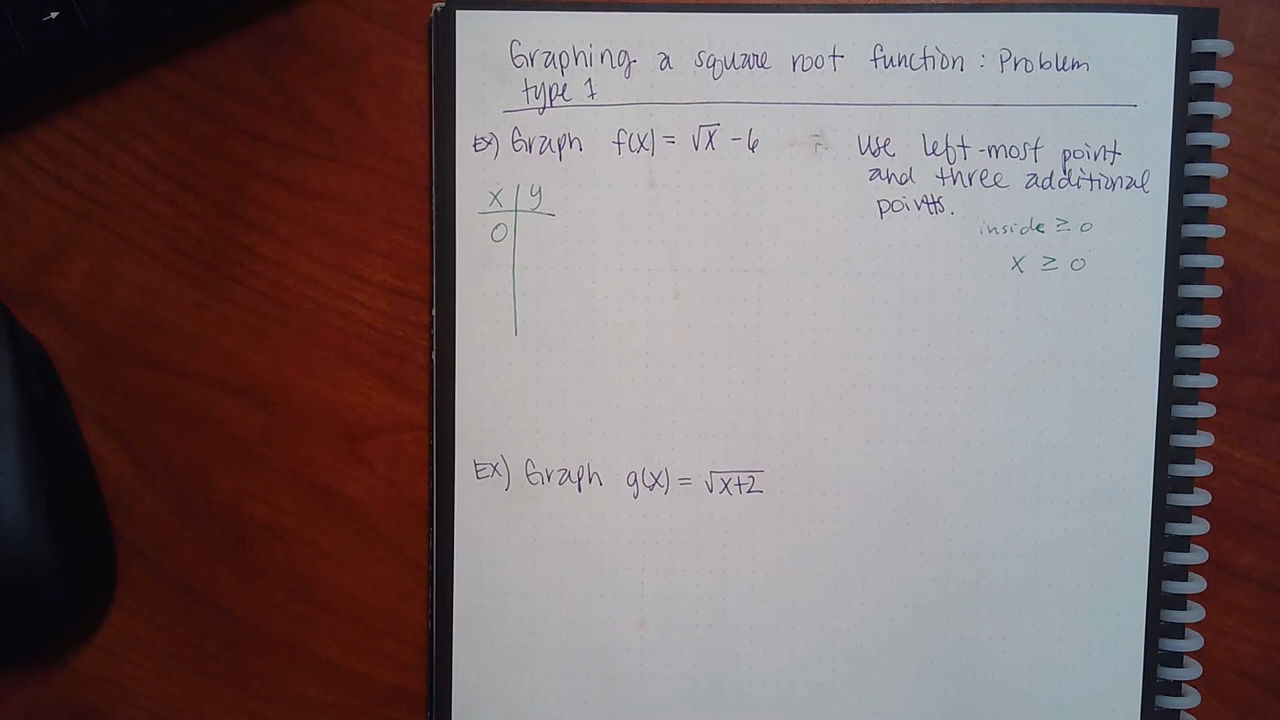 Graphing a square root function : Problem
type 1
Ex) Graph f(x) = √x - 6
use left-most point
and three additional
points.
inside ≥ 0
x ≥ 0
x | y
0
Ex) Graph g(x) = √x+2